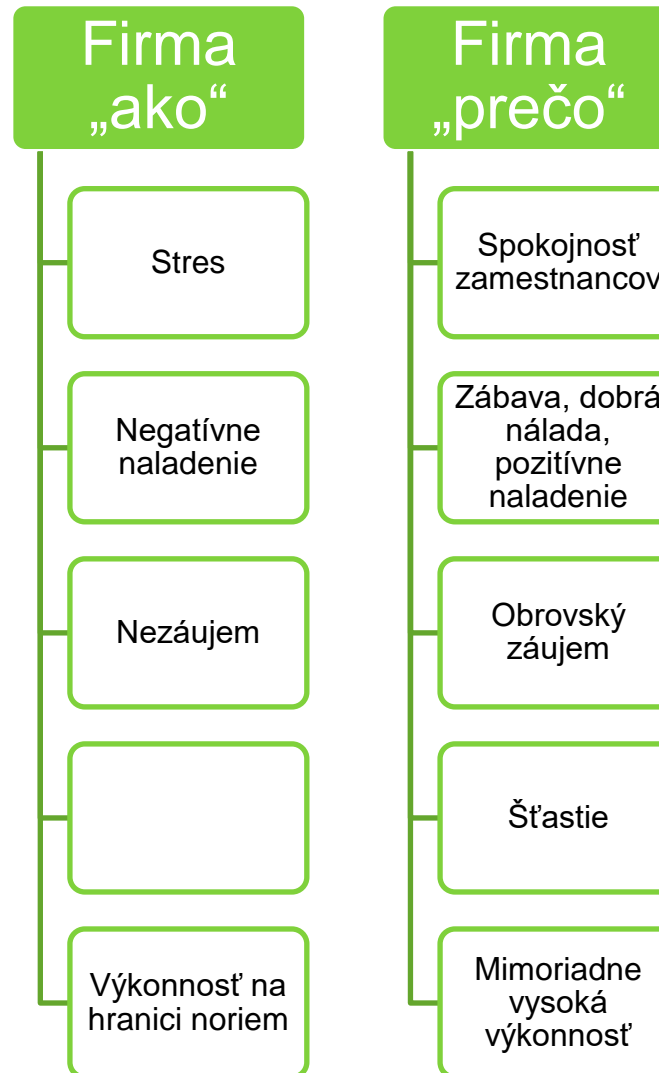 Firma
„ako“
Stres
Negatívne
naladenie
Nezáujem
Výkonnosť na
hranici noriem
Firma
„prečo“
Spokojnosť
zamestnancov
Zábava, dobrá
nálada,
pozitívne
naladenie
Obrovský
záujem
Šťastie
Mimoriadne
vysoká
výkonnosť